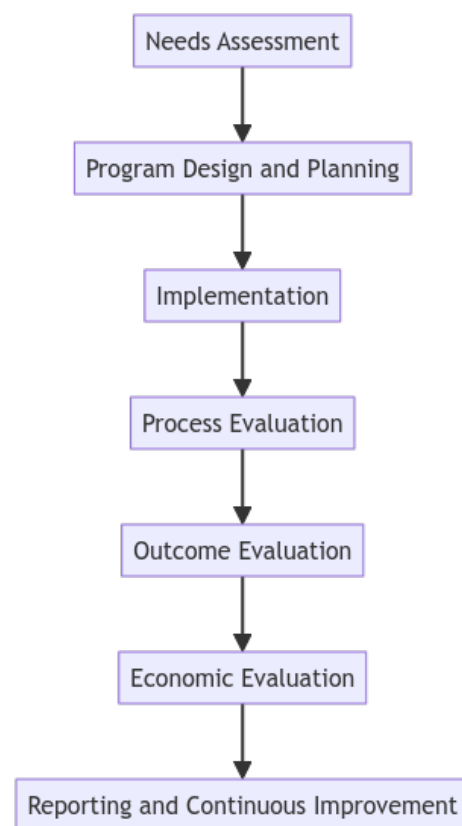 Needs Assessment
Program Design and Planning
Implementation
Process Evaluation
Outcome Evaluation
Economic Evaluation
Reporting and Continuous Improvement